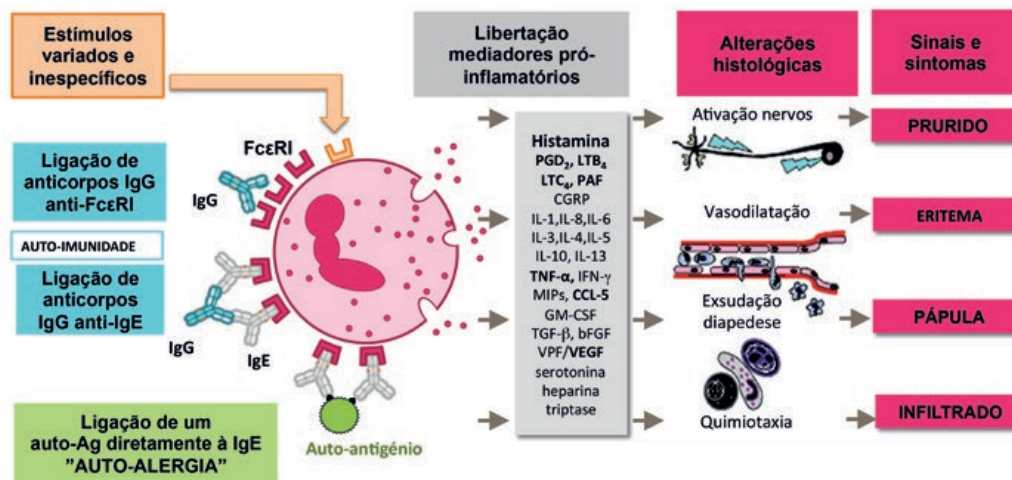 Estímulos
variados e
inespecíficos
Libertação
mediadores pró-
inflamatórios
Alterações
histológicas
Sinais e
sintomas
FcεRI
IgG
Ligação de
anticorpos IgG
anti-FcεRI
AUTO-IMUNIDADE
Ligação de
anticorpos
IgG anti-IgE
IgG
IgE
Ligação de um
auto-Ag diretamente à IgE
"AUTO-ALERGIA"
Auto-antigénio
Histamina
PGD₂, LTB₄
LTC₄, PAF
CGRP
IL-1,IL-8,IL-6
IL-3,IL-4,IL-5
IL-10, IL-13
TNF-α, IFN-γ
MIPs, CCL-5
GM-CSF
TGF-β, bFGF
VPF/VEGF
serotonina
heparina
triptase
Ativação nervos
PRURIDO
Vasodilatação
ERITEMA
Exsudação
diapedese
PÁPULA
Quimiotaxia
INFILTRADO